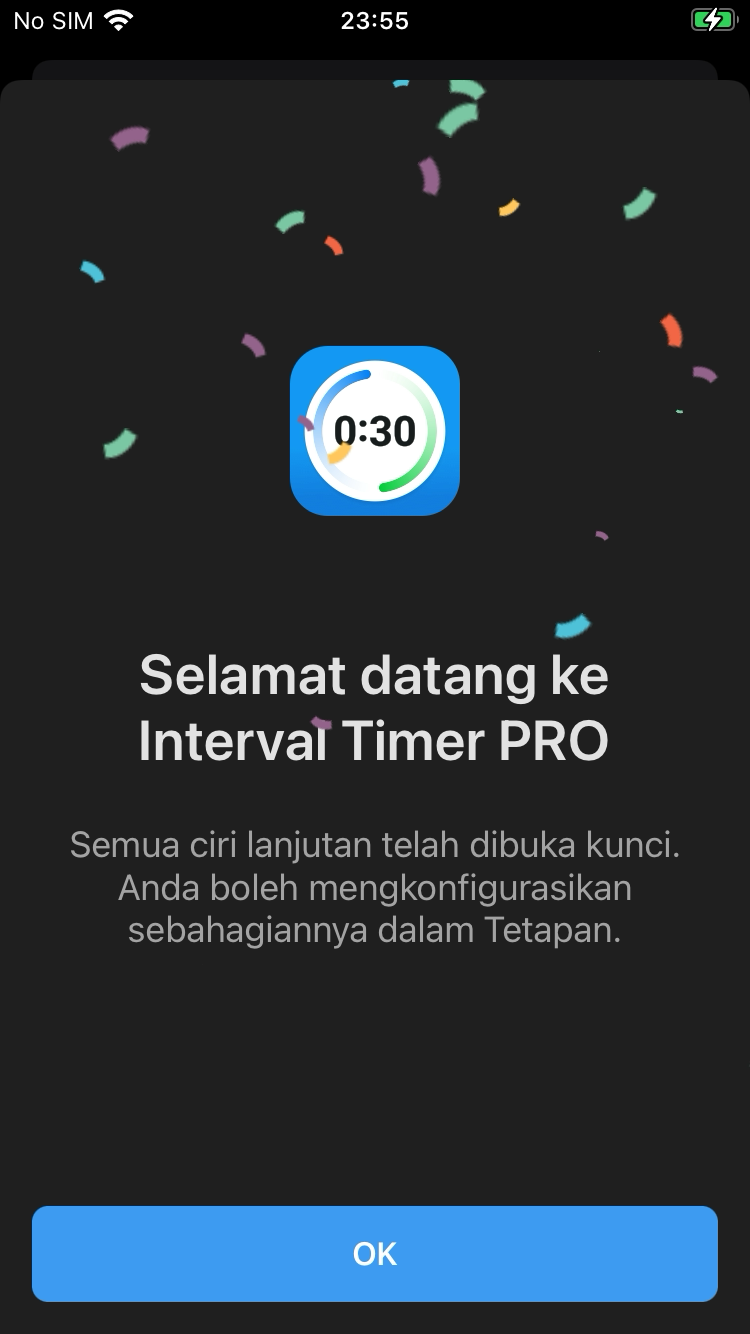 No SIM 23:55
0:30
Selamat datang ke
Interval Timer PRO
Semua ciri lanjutan telah dibuka kunci.
Anda boleh mengkonfigurasikan
sebahagiannya dalam Tetapan.
OK